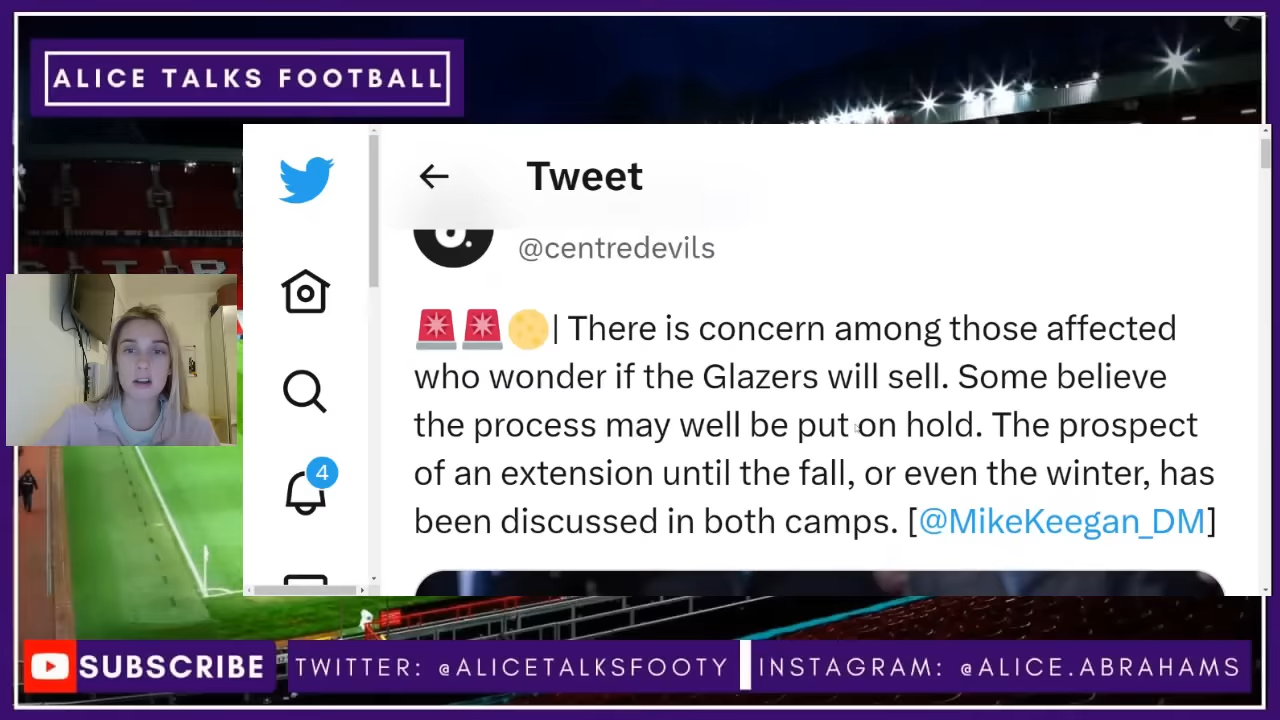 ALICE TALKS FOOTBALL
Tweet
@centredevils
| There is concern among those affected
who wonder if the Glazers will sell. Some believe
the process may well be put on hold. The prospect
of an extension until the fall, or even the winter, has
been discussed in both camps. [@MikeKeegan_DM]
4
SUBSCRIBE
TWITTER: @ALICETALKSFOOTY
INSTAGRAM: @ALICE.ABRAHAMS